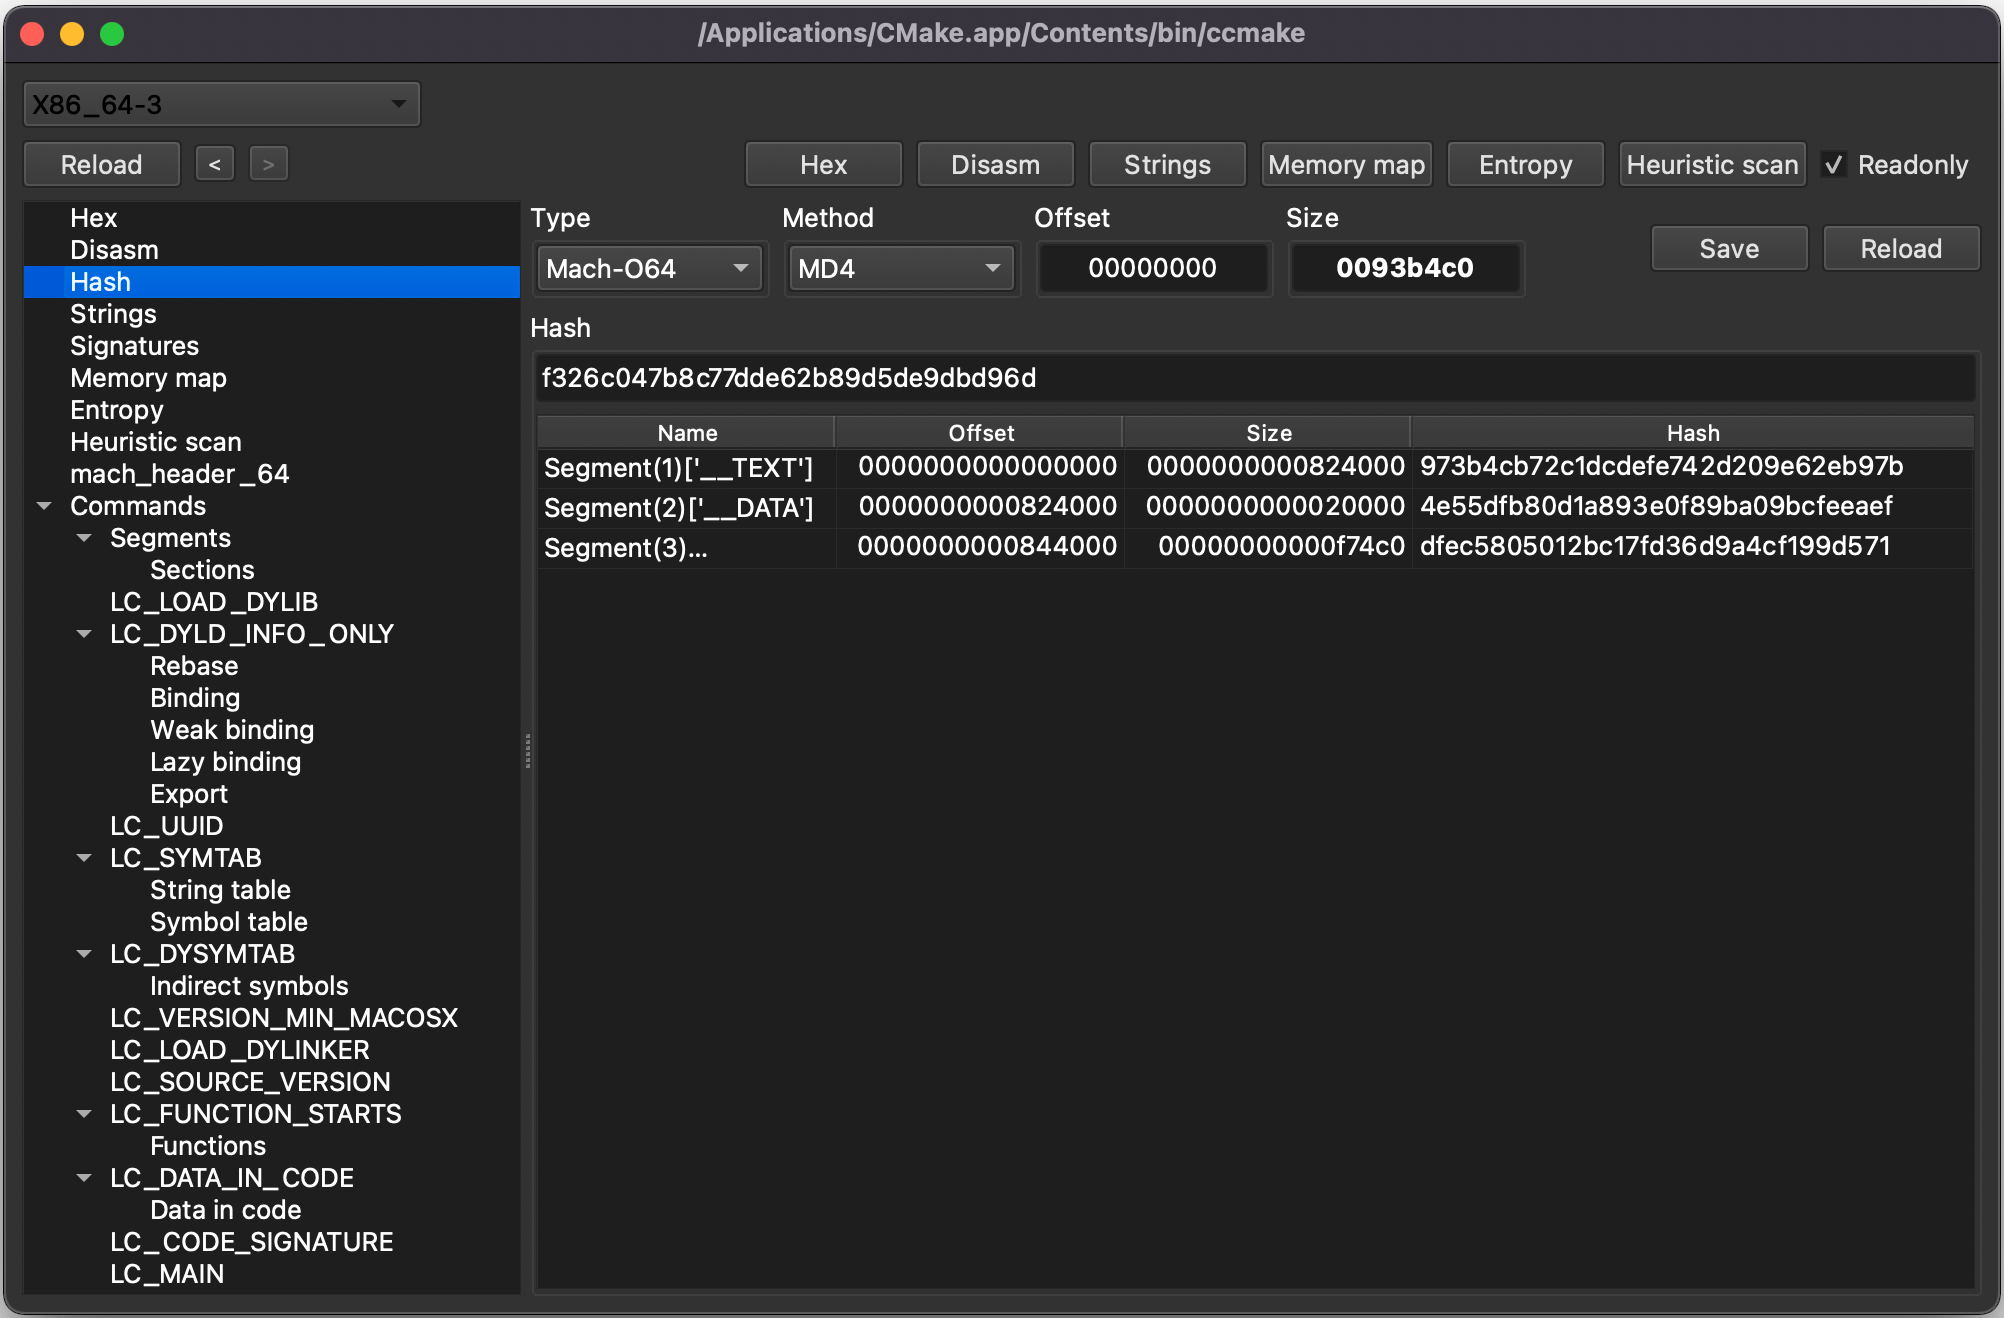 /Applications/CMake.app/Contents/bin/ccmake
X86_64-3
Reload < > Hex Disasm Strings Memory map Entropy Heuristic scan Readonly
Hex
Disasm
Hash
Strings
Signatures
Memory map
Entropy
Heuristic scan
mach_header_64
Commands
Segments
Sections
LC_LOAD_DYLIB
LC_DYLD_INFO_ONLY
Rebase
Binding
Weak binding
Lazy binding
Export
LC_UUID
LC_SYMTAB
String table
Symbol table
LC_DYSYMTAB
Indirect symbols
LC_VERSION_MIN_MACOSX
LC_LOAD_DYLINKER
LC_SOURCE_VERSION
LC_FUNCTION_STARTS
Functions
LC_DATA_IN_CODE
Data in code
LC_CODE_SIGNATURE
LC_MAIN
Type Method Offset Size
Mach-O64 MD4 00000000 0093b4c0 Save Reload
Hash
f326c047b8c77dde62b89d5de9dbd96d
Name Offset Size Hash
Segment(1)['__TEXT'] 0000000000000000 0000000000824000 973b4cb72c1dcdefe742d209e62eb97b
Segment(2)['__DATA'] 0000000000824000 0000000000020000 4e55dfb80d1a893e0f89ba09bcfeeaef
Segment(3)... 0000000000844000 00000000000f74c0 dfec5805012bc17fd36d9a4cf199d571